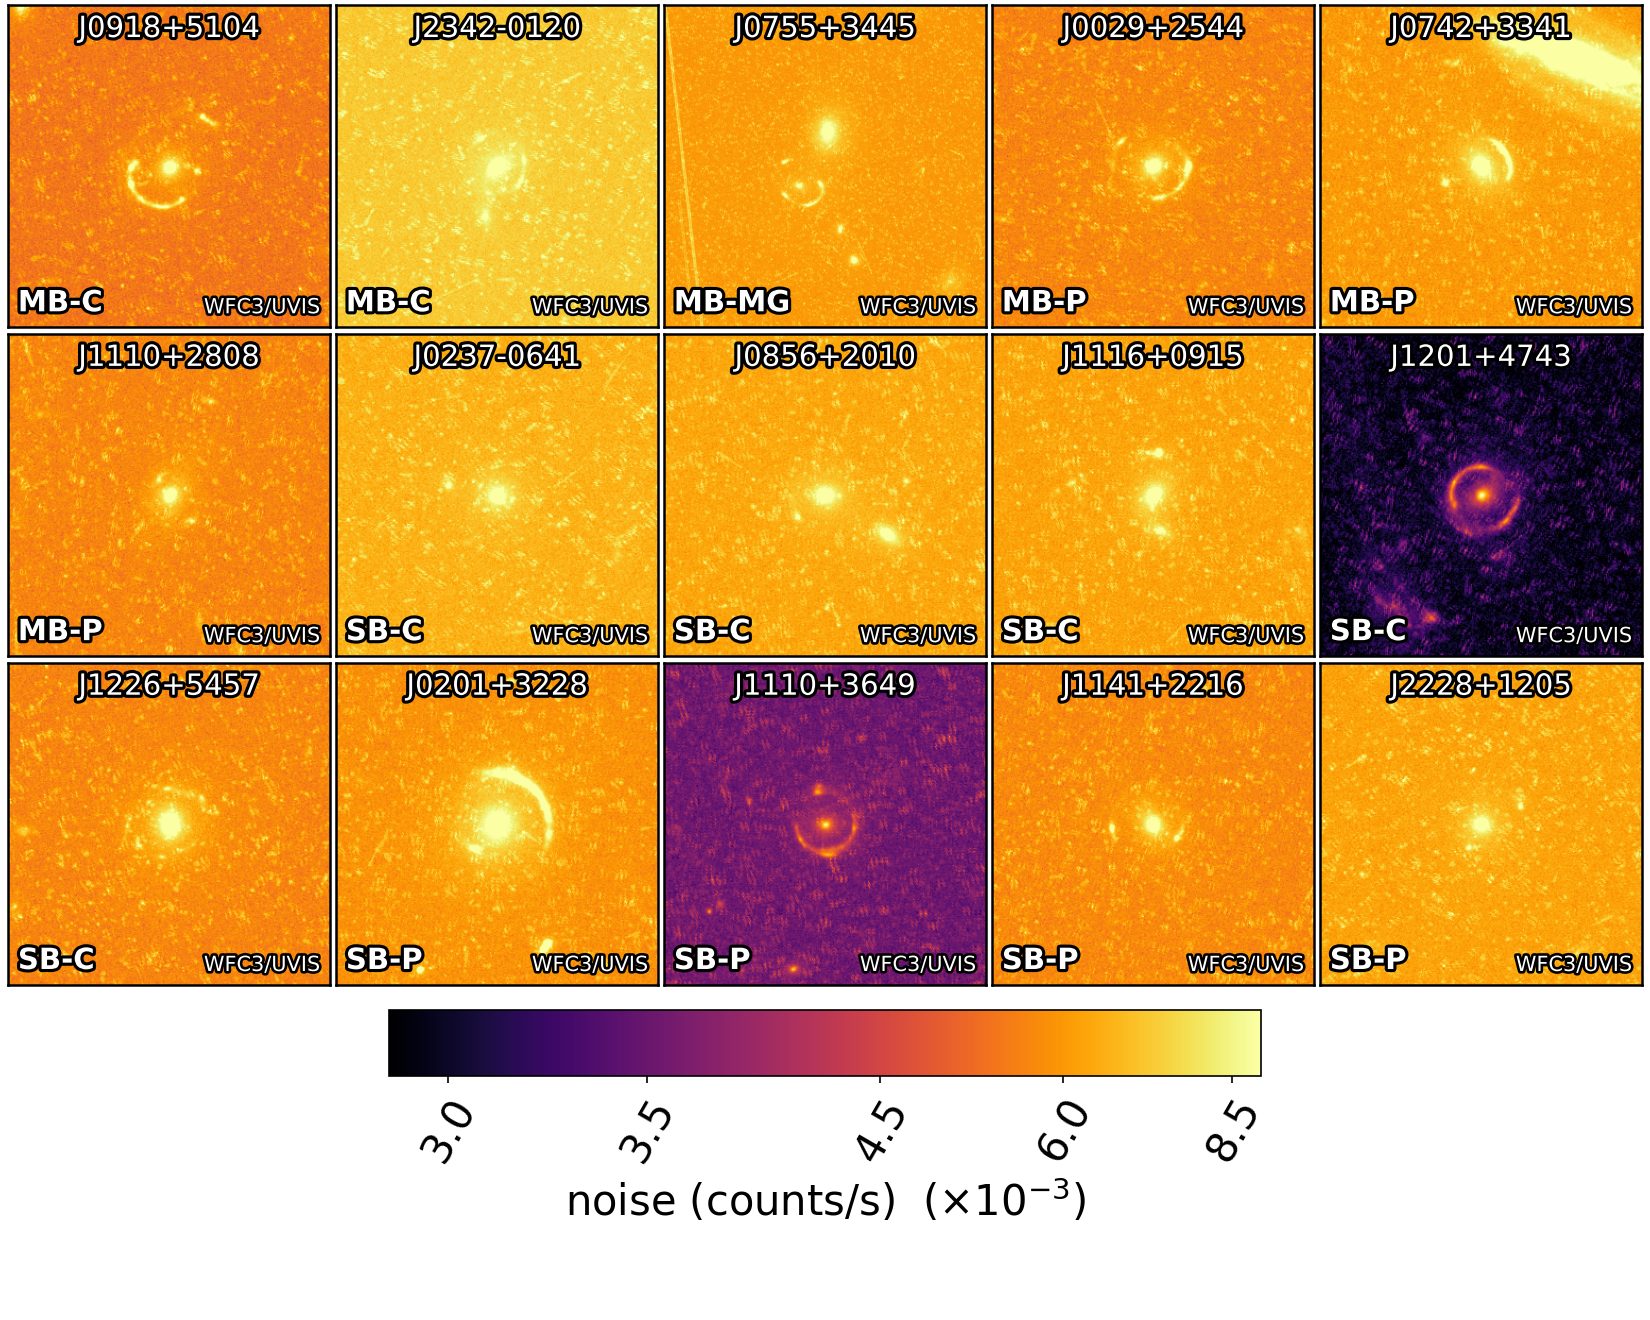 J0918+5104
J2342-0120
J0755+3445
J0029+2544
J0742+3341
MB-C
WFC3/UVIS
MB-C
WFC3/UVIS
MB-MG
WFC3/UVIS
MB-P
WFC3/UVIS
MB-P
WFC3/UVIS
J1110+2808
J0237-0641
J0856+2010
J1116+0915
J1201+4743
MB-P
WFC3/UVIS
SB-C
WFC3/UVIS
SB-C
WFC3/UVIS
SB-C
WFC3/UVIS
SB-C
WFC3/UVIS
J1226+5457
J0201+3228
J1110+3649
J1141+2216
J2228+1205
SB-C
WFC3/UVIS
SB-P
WFC3/UVIS
SB-P
WFC3/UVIS
SB-P
WFC3/UVIS
SB-P
WFC3/UVIS
3.0
3.5
4.5
6.0
8.5
noise (counts/s) (×10⁻³)